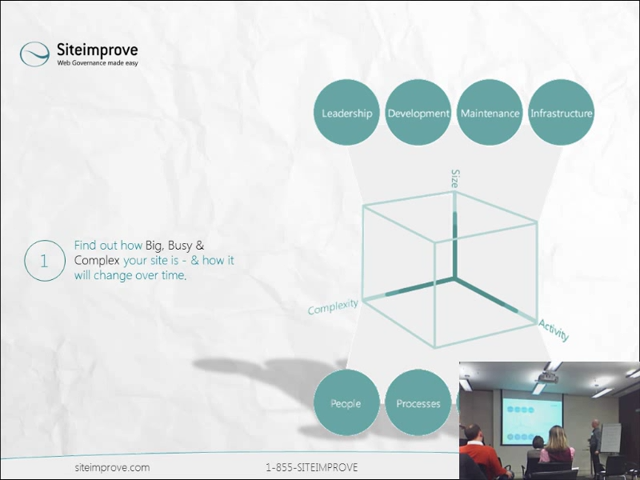 Siteimprove
Web Governance made easy
Leadership
Development
Maintenance
Infrastructure
Size
1
Find out how Big, Busy &
Complex your site is - & how it
will change over time.
Complexity
Activity
People
Processes
siteimprove.com
1-855-SITEIMPROVE